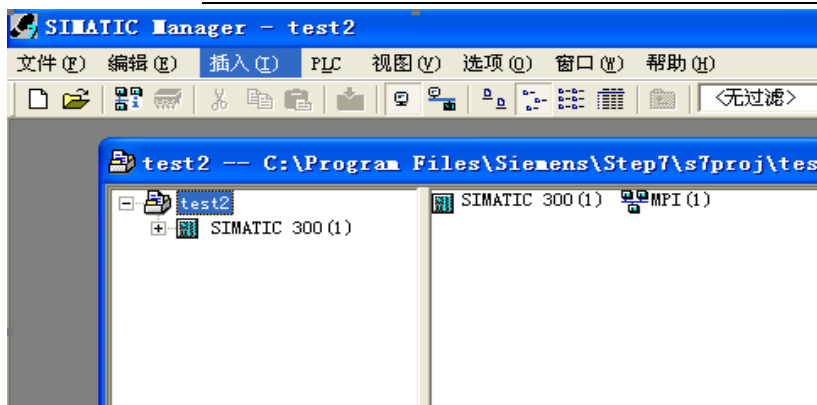 SIMATIC Manager - test2
文件(F) 编辑(E) 插入(I) PLC 视图(V) 选项(O) 窗口(W) 帮助(H)
<无过滤>
test2 -- C:\Program Files\Siemens\Step7\s7proj\tes
test2 SIMATIC 300(1) MPI(1)
SIMATIC 300(1)